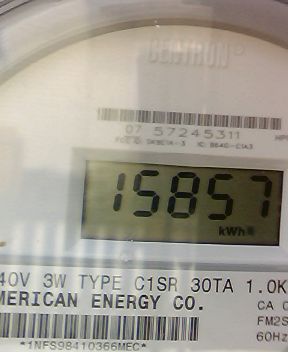 CENTRON®
07 57245311
15857
kWh
40V 3W TYPE C1SR 30TA 1.0K
MERICAN ENERGY CO.
CA 0
FM2S
60Hz
*1NFS98410366MEC*